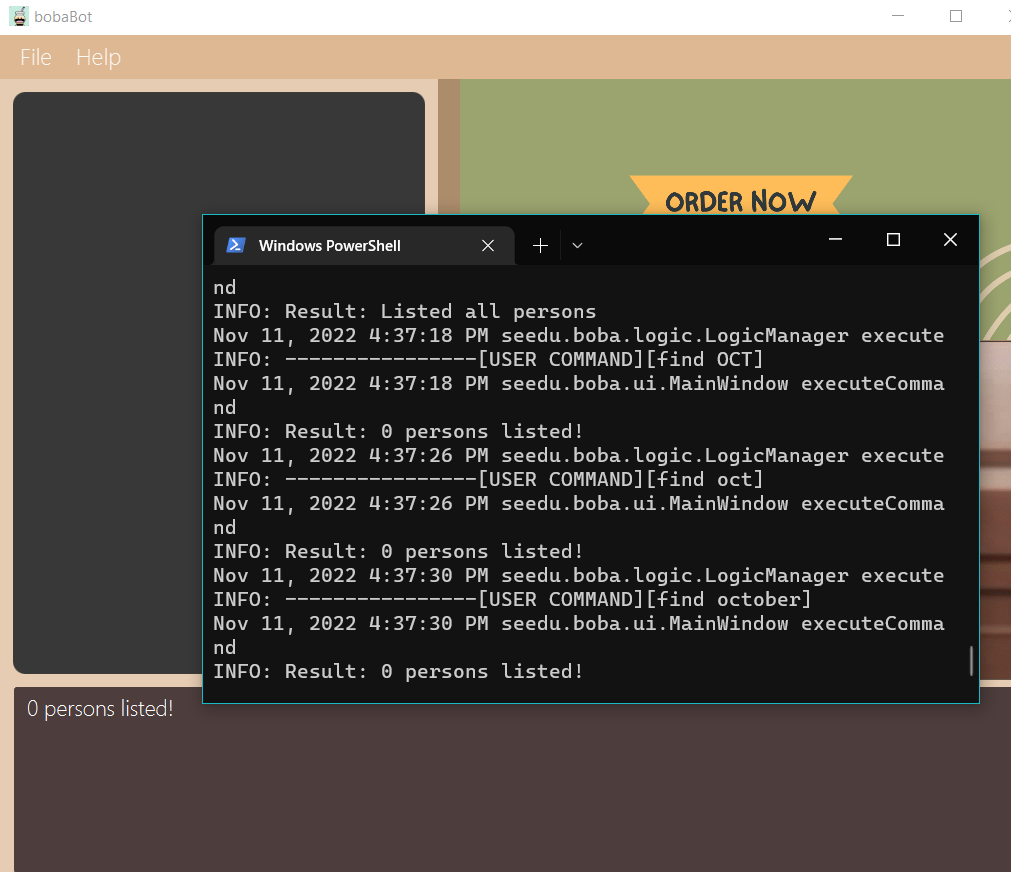 bobaBot
File Help
ORDER NOW
Windows PowerShell
nd
INFO: Result: Listed all persons
Nov 11, 2022 4:37:18 PM seedu.boba.logic.LogicManager execute
INFO: ----------------[USER COMMAND][find OCT]
Nov 11, 2022 4:37:18 PM seedu.boba.ui.MainWindow executeComma
nd
INFO: Result: 0 persons listed!
Nov 11, 2022 4:37:26 PM seedu.boba.logic.LogicManager execute
INFO: ----------------[USER COMMAND][find oct]
Nov 11, 2022 4:37:26 PM seedu.boba.ui.MainWindow executeComma
nd
INFO: Result: 0 persons listed!
Nov 11, 2022 4:37:30 PM seedu.boba.logic.LogicManager execute
INFO: ----------------[USER COMMAND][find october]
Nov 11, 2022 4:37:30 PM seedu.boba.ui.MainWindow executeComma
nd
INFO: Result: 0 persons listed!
0 persons listed!